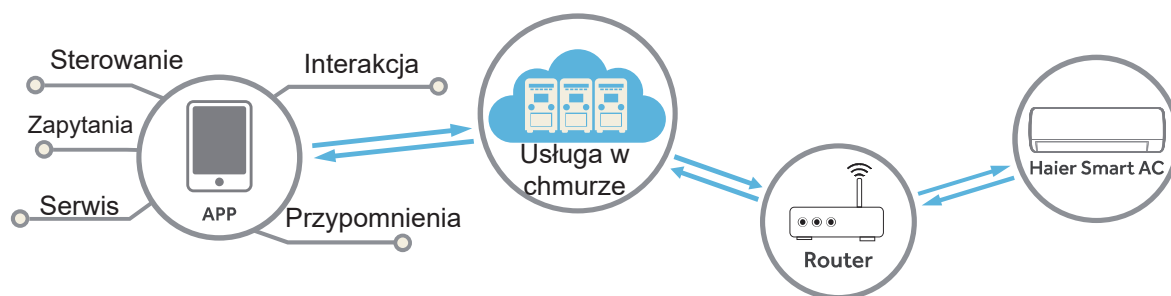 Sterowanie
Interakcja
Zapytania
Serwis
APP
Przypomnienia
Usługa w
chmurze
Router
Haier Smart AC